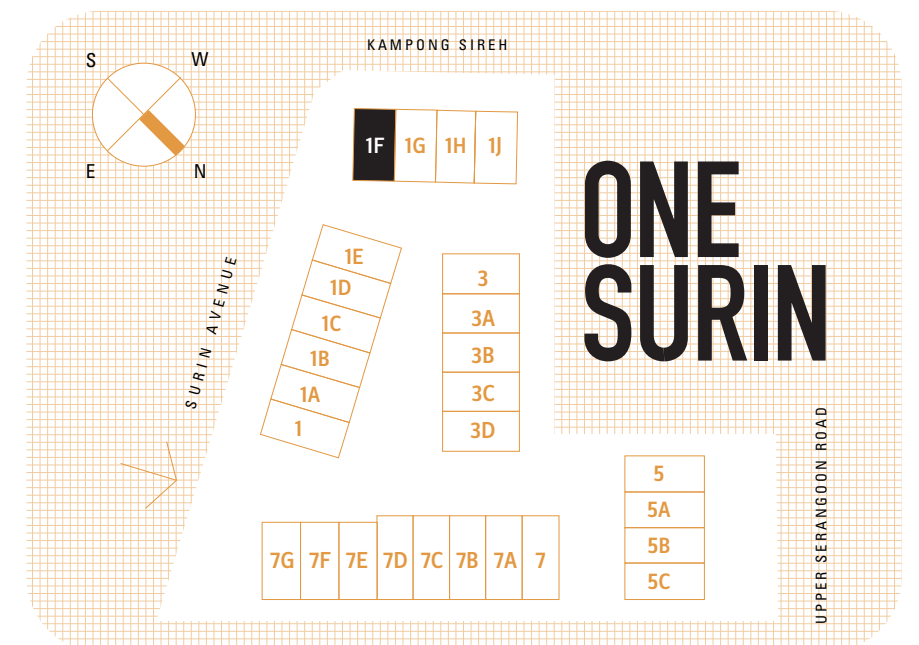 KAMPONG SIREH
S W
E N
1F 1G 1H 1J
ONE
SURIN
SURIN AVENUE
1E
1D
1C
1B
1A
1
3
3A
3B
3C
3D
UPPER SERANGOON ROAD
5
5A
5B
5C
7G 7F 7E 7D 7C 7B 7A 7